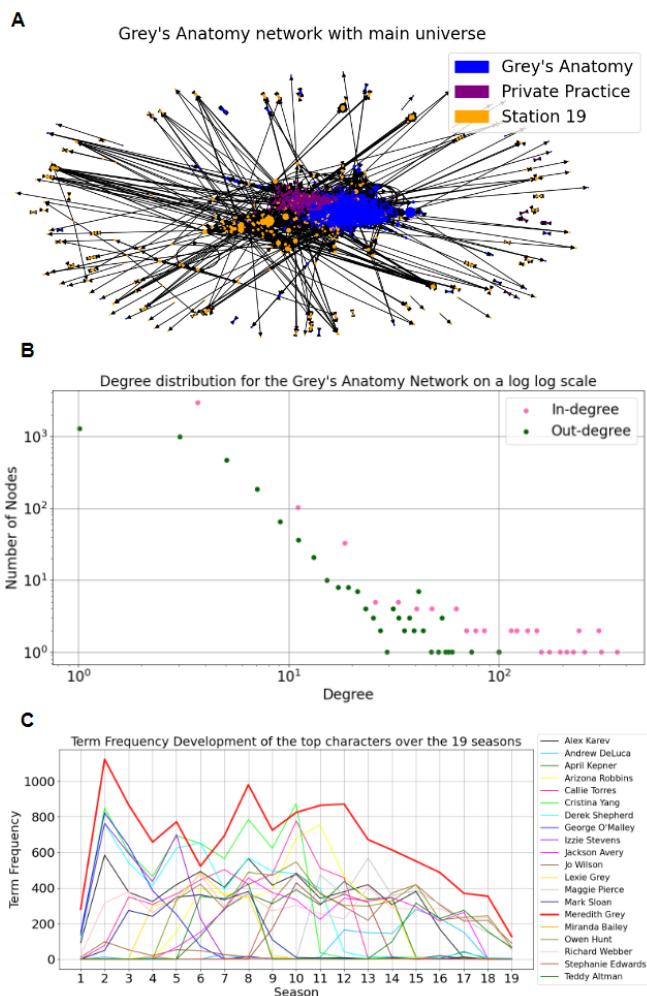 A
Grey's Anatomy network with main universe
Grey's Anatomy
Private Practice
Station 19
B
Degree distribution for the Grey's Anatomy Network on a log log scale
In-degree
Out-degree
Number of Nodes
10³
10²
10¹
10⁰
10⁰ 10¹ 10²
Degree
C
Term Frequency Development of the top characters over the 19 seasons
Term Frequency
1000
800
600
400
200
0
1 2 3 4 5 6 7 8 9 10 11 12 13 14 15 16 17 18 19
Season
Alex Karev
Andrew DeLuca
April Kepner
Arizona Robbins
Callie Torres
Cristina Yang
Derek Shepherd
George O'Malley
Izzie Stevens
Jackson Avery
Jo Wilson
Lexie Grey
Maggie Pierce
Mark Sloan
Meredith Grey
Miranda Bailey
Owen Hunt
Richard Webber
Stephanie Edwards
Teddy Altman